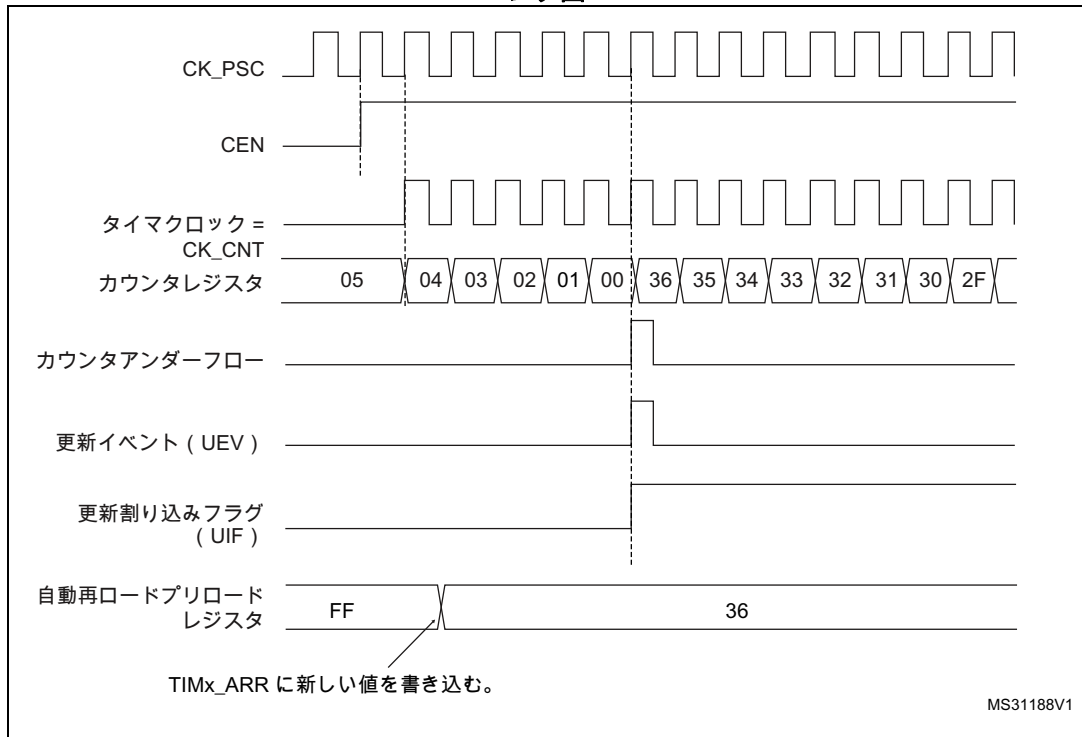 CK_PSC
CEN
タイマクロック =
CK_CNT
カウンタレジスタ
05 04 03 02 01 00 36 35 34 33 32 31 30 2F
カウンタアンダーフロー
更新イベント ( UEV )
更新割り込みフラグ
( UIF )
自動再ロードプリロード
レジスタ
FF 36
TIMx_ARR に新しい値を書き込む。
MS31188V1